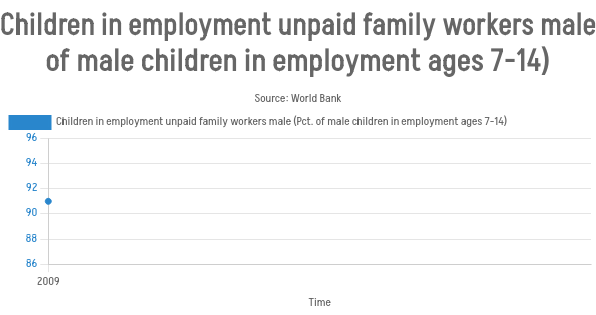 Children in employment unpaid family workers male
of male children in employment ages 7-14)
Source: World Bank
Children in employment unpaid family workers male (Pct. of male children in employment ages 7-14)
96
94
92
90
88
86
2009
Time